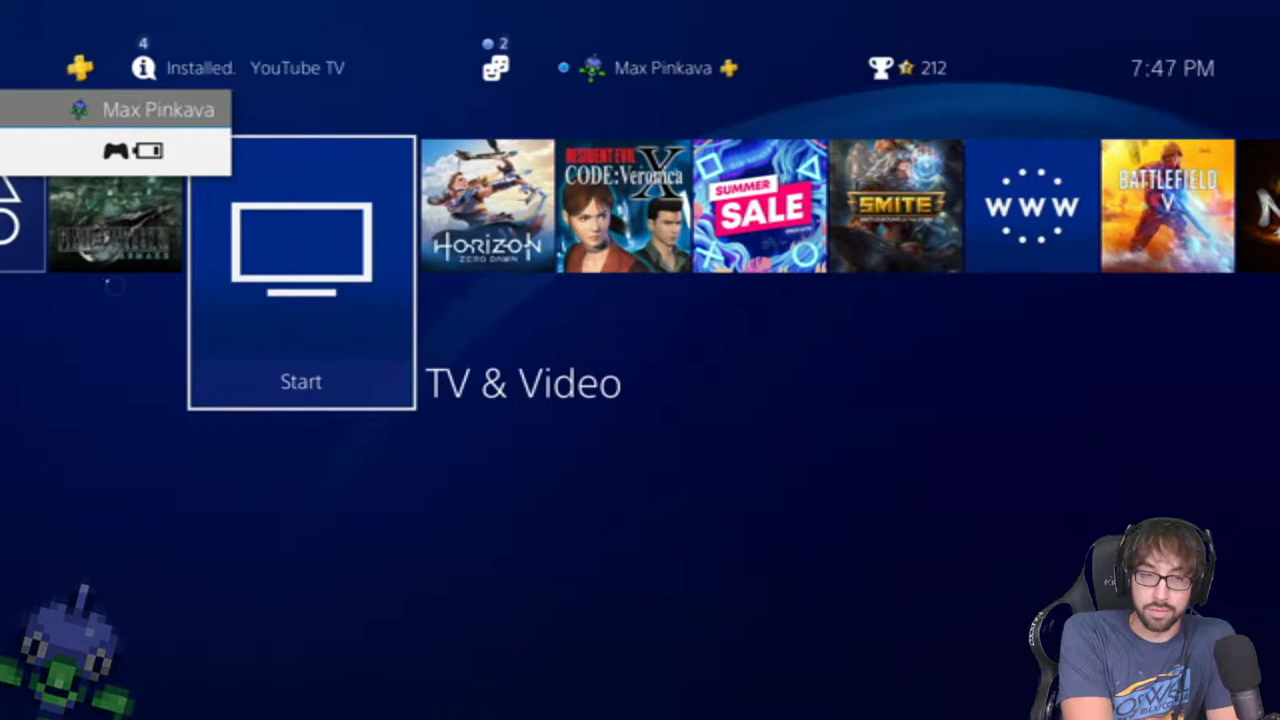 4
Installed. YouTube TV
2
Max Pinkava
212
7:47 PM
Max Pinkava
HORIZON
ZERO DAWN
RESIDENT EVIL
CODE:Veronica
X
SUMMER
SALE
SMITE
WWW
BATTLEFIELD
V
REMAKE
Start
TV & Video